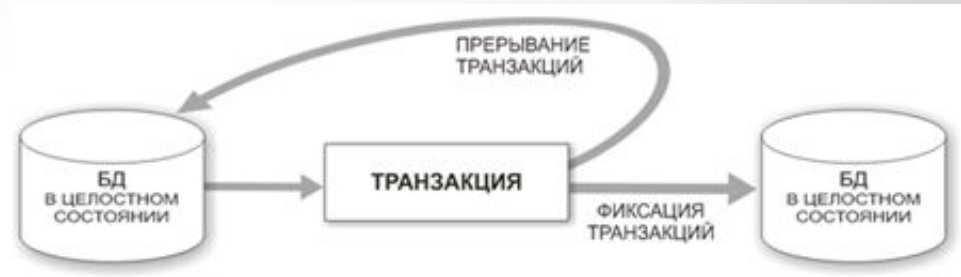 ПРЕРЫВАНИЕ
ТРАНЗАКЦИЙ
БД
В ЦЕЛОСТНОМ
СОСТОЯНИИ
ТРАНЗАКЦИЯ
ФИКСАЦИЯ
ТРАНЗАКЦИЙ
БД
В ЦЕЛОСТНОМ
СОСТОЯНИИ